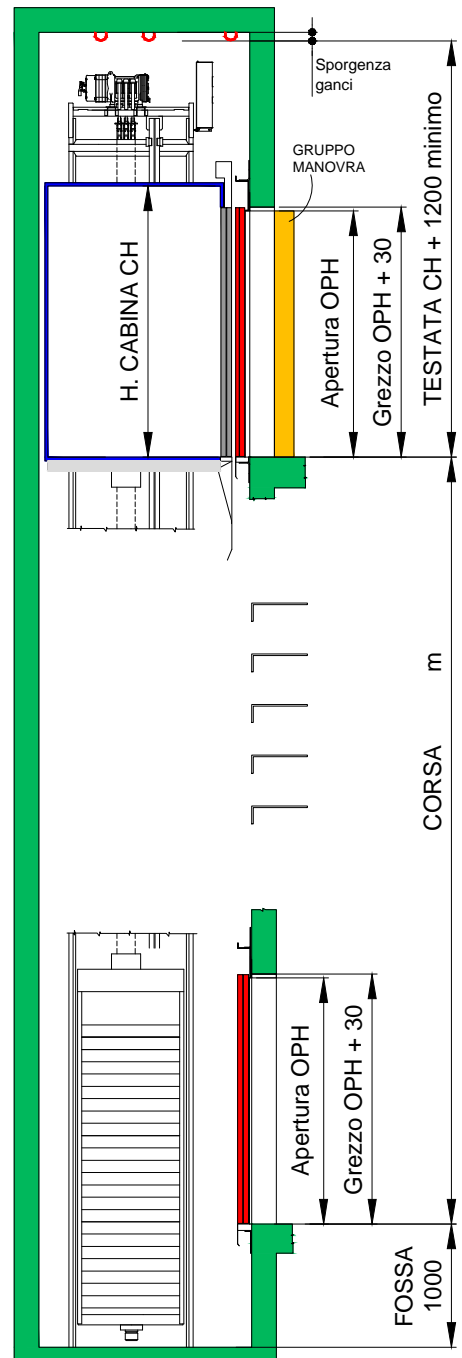 Sporgenza
ganci
GRUPPO
MANOVRA
H. CABINA CH
Apertura OPH
Grezzo OPH + 30
TESTATA CH + 1200 minimo
CORSA m
Apertura OPH
Grezzo OPH + 30
FOSSA
1000